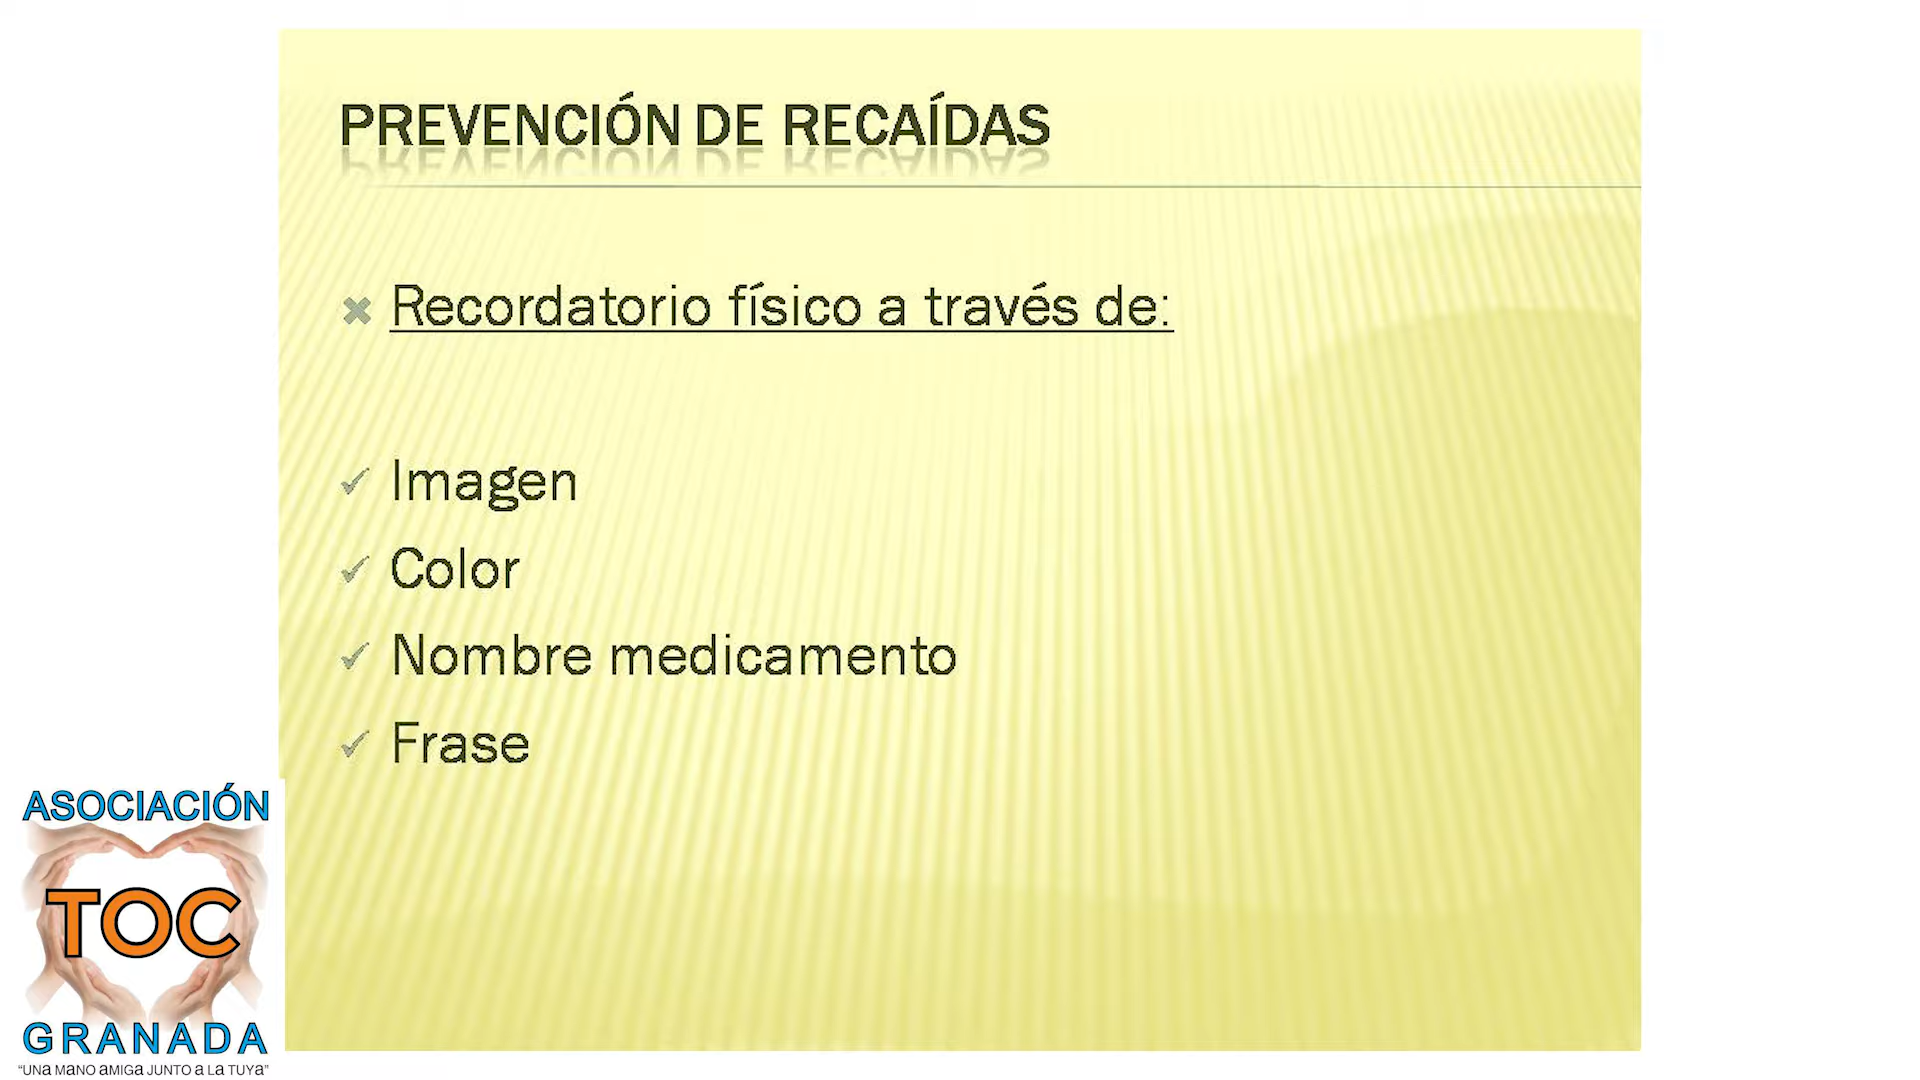 PREVENCIÓN DE RECAÍDAS
Recordatorio físico a través de:
Imagen
Color
Nombre medicamento
Frase
ASOCIACIÓN
TOC
GRANADA
“UNa MaNO aMIGa JUNTO a La TUYa”